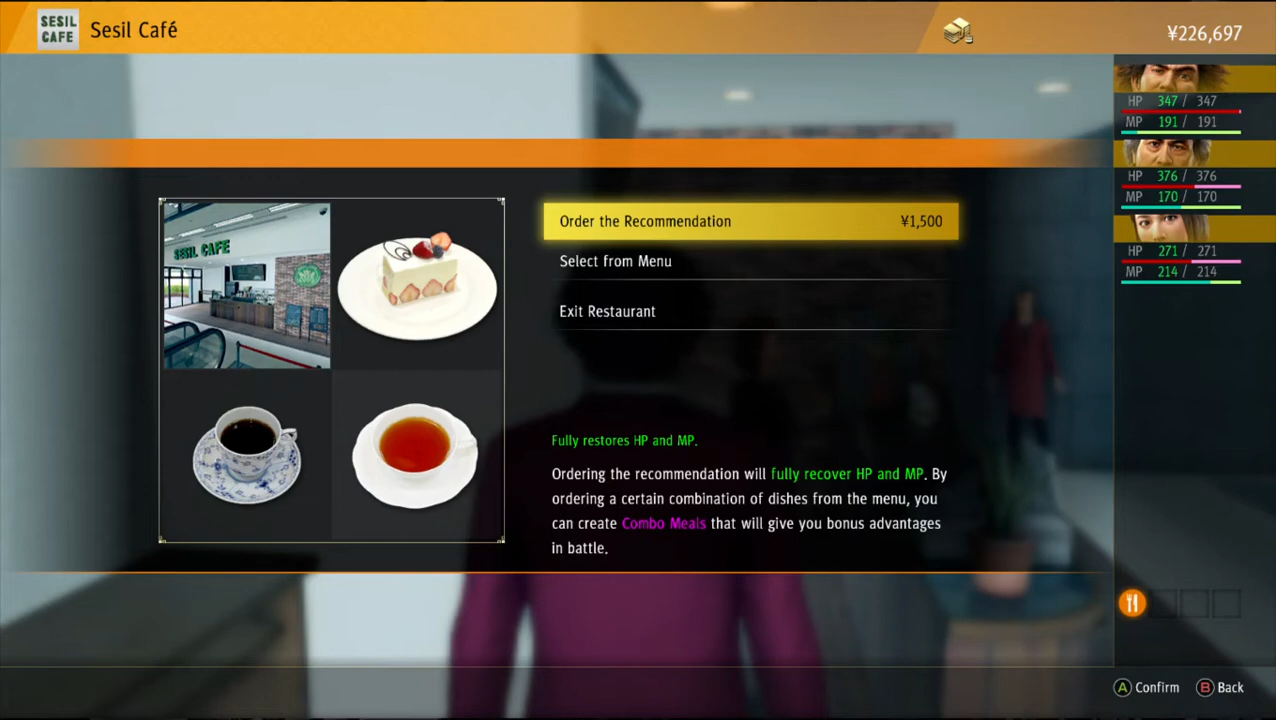 SESIL
CAFE
Sesil Café
¥226,697
HP 347 / 347
MP 191 / 191
HP 376 / 376
MP 170 / 170
HP 271 / 271
MP 214 / 214
SESIL CAFE
Order the Recommendation ¥1,500
Select from Menu
Exit Restaurant
Fully restores HP and MP.
Ordering the recommendation will fully recover HP and MP. By
ordering a certain combination of dishes from the menu, you
can create Combo Meals that will give you bonus advantages
in battle.
A Confirm B Back